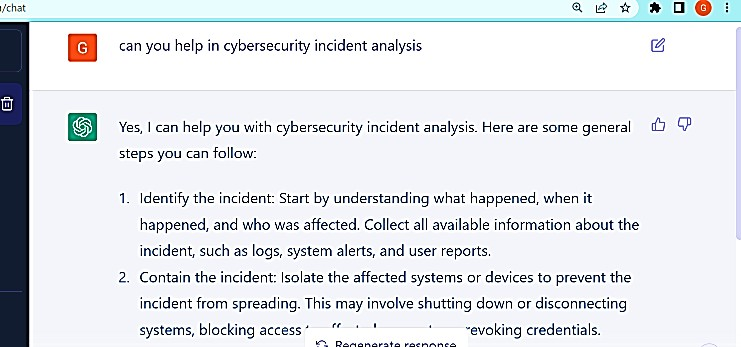 /chat
G
G
can you help in cybersecurity incident analysis
Yes, I can help you with cybersecurity incident analysis. Here are some general
steps you can follow:
1. Identify the incident: Start by understanding what happened, when it
happened, and who was affected. Collect all available information about the
incident, such as logs, system alerts, and user reports.
2. Contain the incident: Isolate the affected systems or devices to prevent the
incident from spreading. This may involve shutting down or disconnecting
systems, blocking access revoking credentials.
Regenerate response